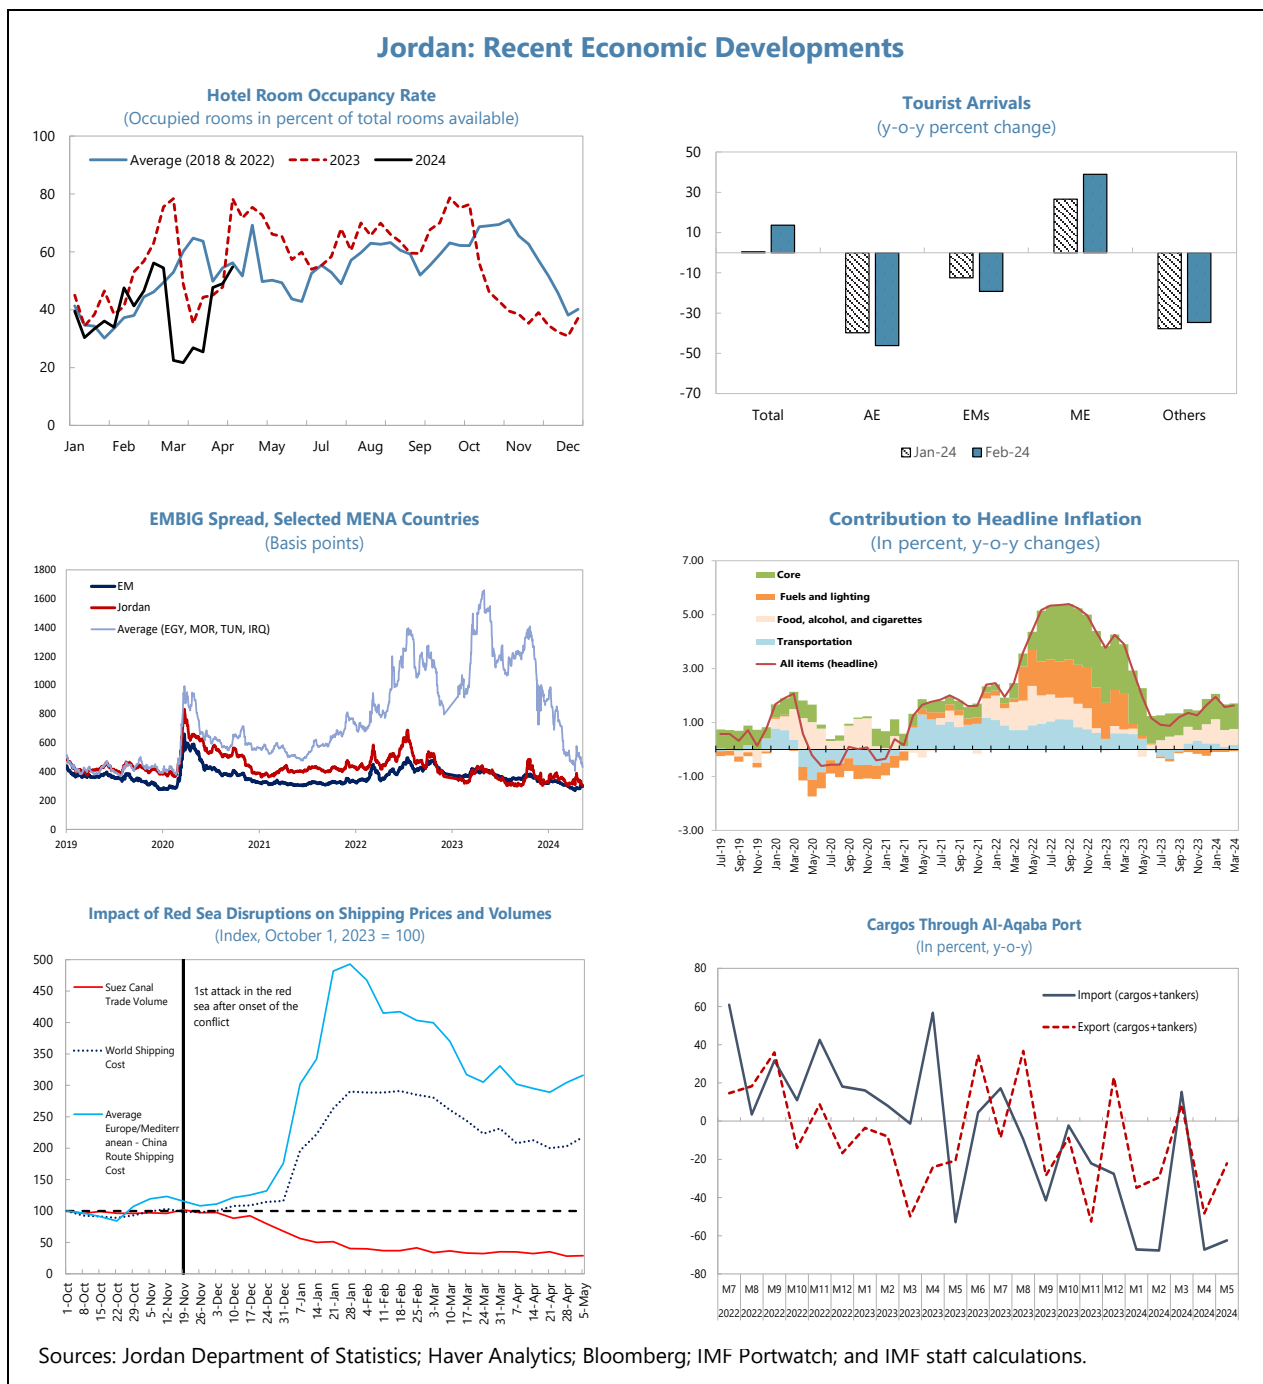 Jordan: Recent Economic Developments
Hotel Room Occupancy Rate
(Occupied rooms in percent of total rooms available)
100
80
60
40
20
0
Average (2018 & 2022)
2023
2024
Jan
Feb
Mar
Apr
May
Jun
Jul
Aug
Sep
Oct
Nov
Dec
Tourist Arrivals
(y-o-y percent change)
50
30
10
-10
-30
-50
-70
Total
AE
EMs
ME
Others
Jan-24
Feb-24
EMBIG Spread, Selected MENA Countries
(Basis points)
1800
1600
1400
1200
1000
800
600
400
200
0
EM
Jordan
Average (EGY, MOR, TUN, IRQ)
2019
2020
2021
2022
2023
2024
Contribution to Headline Inflation
(In percent, y-o-y changes)
7.00
5.00
3.00
1.00
-1.00
-3.00
Core
Fuels and lighting
Food, alcohol, and cigarettes
Transportation
All items (headline)
Jul-19
Sep-19
Nov-19
Jan-20
Mar-20
May-20
Jul-20
Sep-20
Nov-20
Jan-21
Mar-21
May-21
Jul-21
Sep-21
Nov-21
Jan-22
Mar-22
May-22
Jul-22
Sep-22
Nov-22
Jan-23
Mar-23
May-23
Jul-23
Sep-23
Nov-23
Jan-24
Mar-24
Impact of Red Sea Disruptions on Shipping Prices and Volumes
(Index, October 1, 2023 = 100)
500
450
400
350
300
250
200
150
100
50
0
Suez Canal
Trade Volume
World Shipping
Cost
Average
Europe/Mediterr
anean - China
Route Shipping
Cost
1st attack in the red
sea after onset of the
conflict
1-Oct
8-Oct
15-Oct
22-Oct
29-Oct
5-Nov
12-Nov
19-Nov
26-Nov
3-Dec
10-Dec
17-Dec
24-Dec
31-Dec
7-Jan
14-Jan
21-Jan
28-Jan
4-Feb
11-Feb
18-Feb
25-Feb
3-Mar
10-Mar
17-Mar
24-Mar
31-Mar
7-Apr
14-Apr
21-Apr
28-Apr
5-May
Cargos Through Al-Aqaba Port
(In percent, y-o-y)
80
60
40
20
0
-20
-40
-60
-80
Import (cargos+tankers)
Export (cargos+tankers)
M7 M8 M9 M10 M11 M12 M1 M2 M3 M4 M5 M6 M7 M8 M9 M10 M11 M12 M1 M2 M3 M4 M5
2022 2022 2022 2022 2022 2022 2023 2023 2023 2023 2023 2023 2023 2023 2023 2023 2023 2023 2024 2024 2024 2024 2024
Sources: Jordan Department of Statistics; Haver Analytics; Bloomberg; IMF Portwatch; and IMF staff calculations.